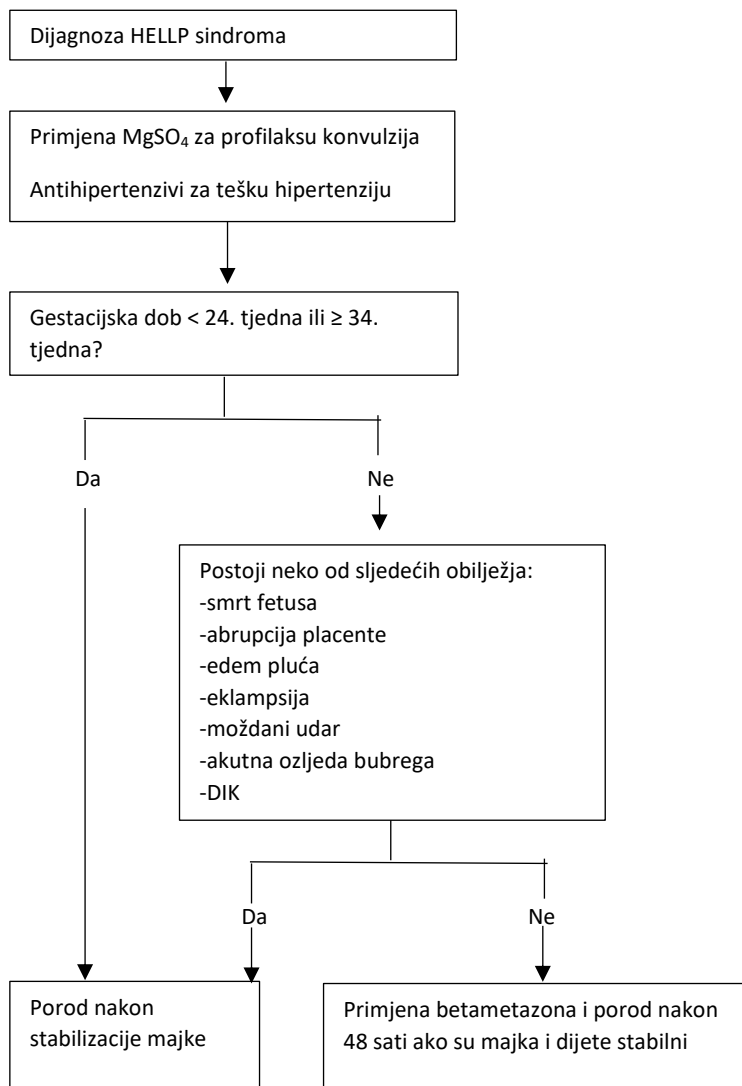 Dijagnoza HELLP sindroma
Primjena MgSO₄ za profilaksu konvulzija
Antihipertenzivi za tešku hipertenziju
Gestacijska dob < 24. tjedna ili ≥ 34.
tjedna?
Da
Ne
Postoji neko od sljedećih obilježja:
-smrt fetusa
-abrupcija placente
-edem pluća
-eklampsija
-moždani udar
-akutna ozljeda bubrega
-DIK
Da
Ne
Porod nakon
stabilizacije majke
Primjena betametazona i porod nakon
48 sati ako su majka i dijete stabilni